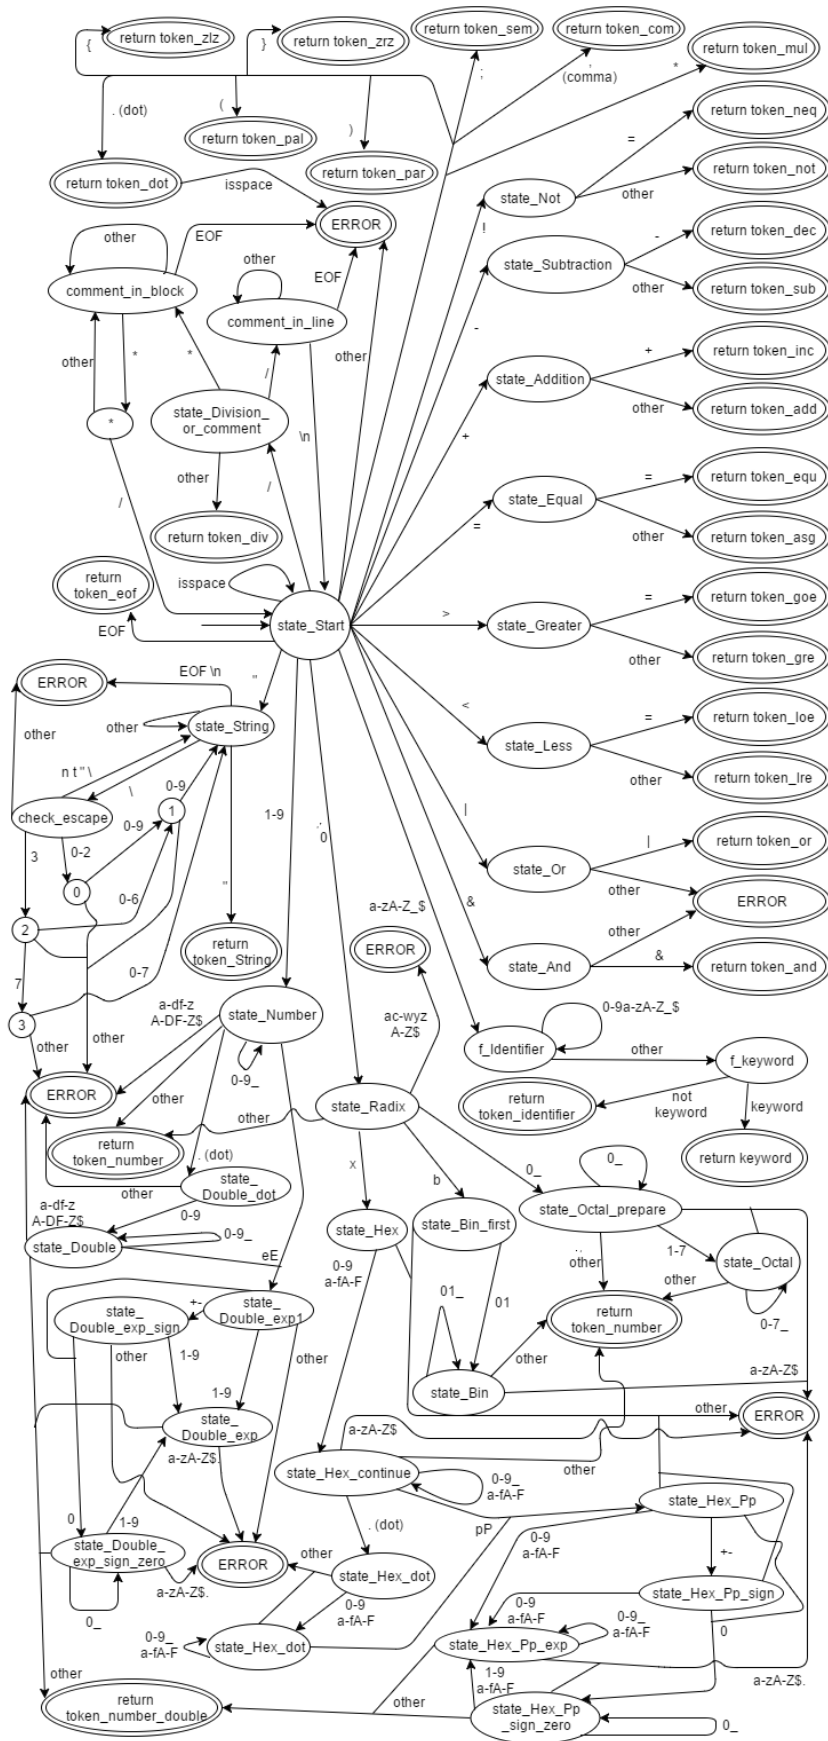 {
return token_zlz
}
return token_zrz
return token_sem
return token_com
return token_mul
;
,
(comma)
*
. (dot)
(
return token_pal
)
return token_par
return token_dot
isspace
ERROR
return token_neq
=
return token_not
state_Not
other
!
return token_dec
-
state_Subtraction
other
return token_sub
-
other
EOF
comment_in_block
other
EOF
comment_in_line
other
*
*
/
other
*
state_Division_
or_comment
\n
/
other
/
return token_div
return token_inc
+
state_Addition
other
return token_add
+
return token_equ
=
state_Equal
other
return token_asg
=
return
token_eof
EOF
isspace
state_Start
return token_goe
=
>
state_Greater
other
return token_gre
return token_loe
=
<
state_Less
other
return token_lre
ERROR
EOF \n
"
other
state_String
other
n t " \
\
0-9
check_escape
1
0-9
3
0-2
0
0-6
2
"
return
token_String
7
0-7
3
other
other
1-9
..
0
|
|
return token_or
state_Or
other
ERROR
&
other
state_And
&
return token_and
a-zA-Z_$
ERROR
ac-wyz
A-Z$
a-df-z
A-DF-Z$
state_Number
0-9_
0-9a-zA-Z_$
f_Identifier
other
f_keyword
return
token_identifier
not
keyword
keyword
return keyword
ERROR
other
state_Radix
other
return
token_number
. (dot)
other
state_
Double_dot
x
b
0_
0_
a-df-z
A-DF-Z$
0-9
state_Double
0-9_
eE
state_Hex
state_Bin_first
state_Octal_prepare
0-9
a-fA-F
..
other
1-7
state_Octal
other
0-7_
01_
01
return
token_number
other
state_Bin
a-zA-Z$
state_
Double_exp_sign
+-
state_
Double_exp1
other
1-9
other
1-9
state_
Double_exp
a-zA-Z$.
other
ERROR
a-zA-Z$
state_Hex_continue
0-9_
a-fA-F
other
0
1-9
. (dot)
pP
state_Hex_Pp
0-9
a-fA-F
+-
state_Double_
exp_sign_zero
a-zA-Z$.
0_
ERROR
other
state_Hex_dot
0-9
a-fA-F
0-9
a-fA-F
state_Hex_Pp_sign
0-9_
a-fA-F
state_Hex_dot
0-9_
a-fA-F
state_Hex_Pp_exp
0
other
1-9
a-fA-F
a-zA-Z$.
return
token_number_double
other
state_Hex_Pp
_sign_zero
0_